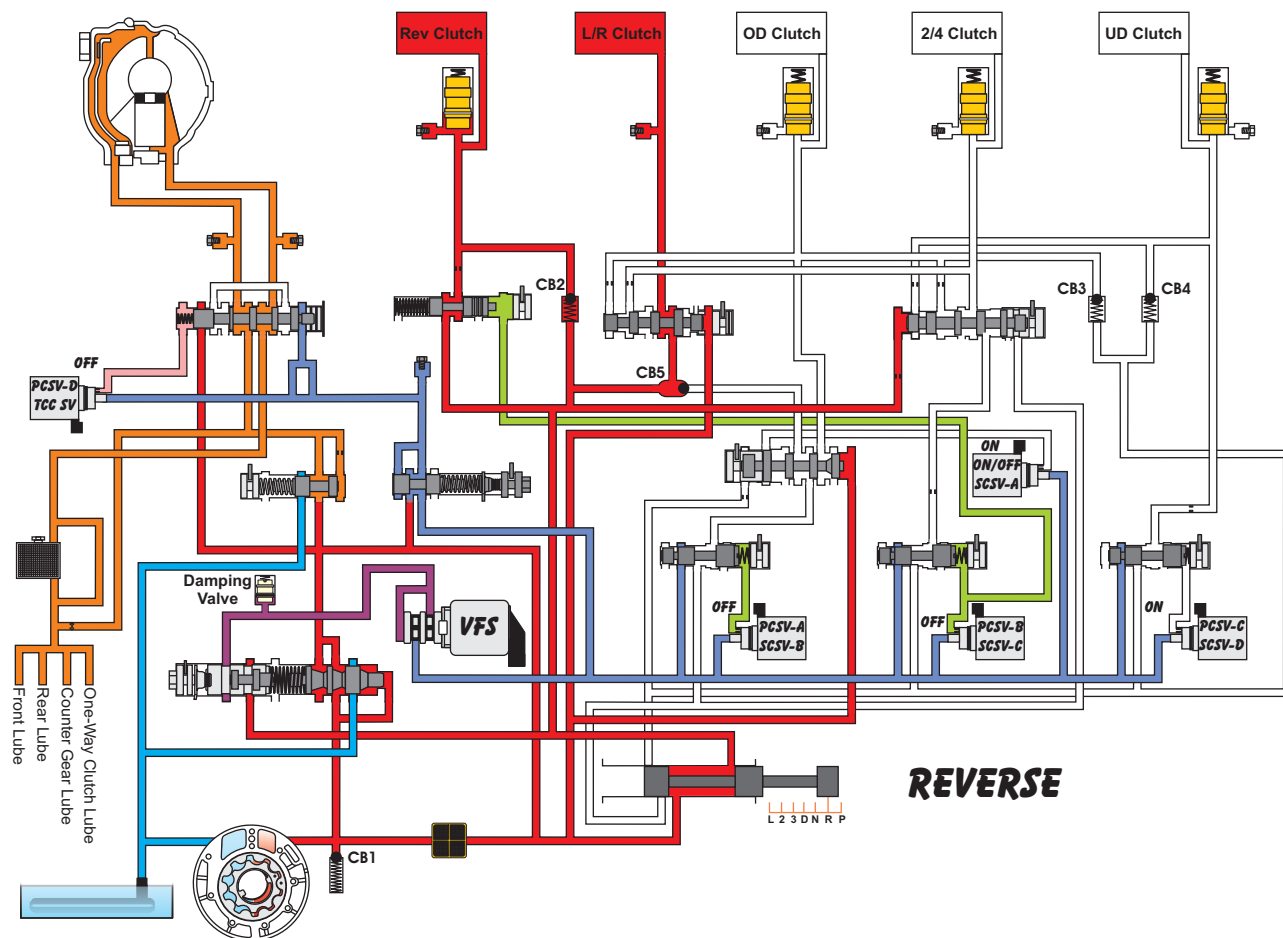 Rev Clutch
L/R Clutch
OD Clutch
2/4 Clutch
UD Clutch
CB2
CB3
CB4
OFF
PCSV-D
TCC SV
CB5
ON
ON/OFF
SCSV-A
Damping
Valve
VFS
OFF
PCSV-A
SCSV-B
OFF
PCSV-B
SCSV-C
ON
PCSV-C
SCSV-D
Front Lube
Rear Lube
Counter Gear Lube
One-Way Clutch Lube
REVERSE
L 2 3 D N R P
CB1